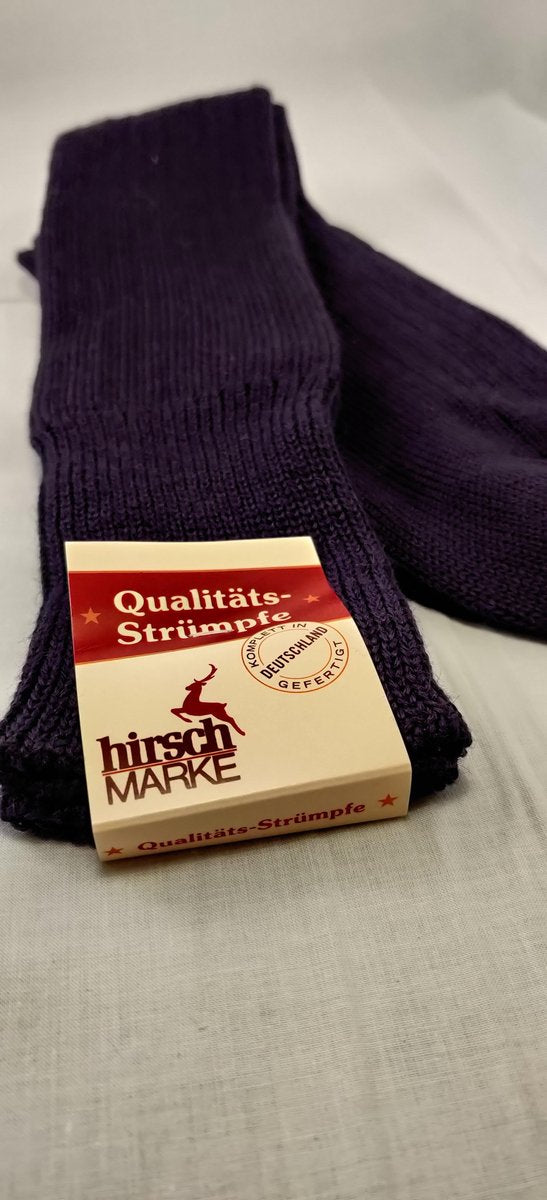 Qualitäts-
Strümpfe
KOMPLETT IN
DEUTSCHLAND
GEFERTIGT
hirsch
MARKE
Qualitäts-Strümpfe